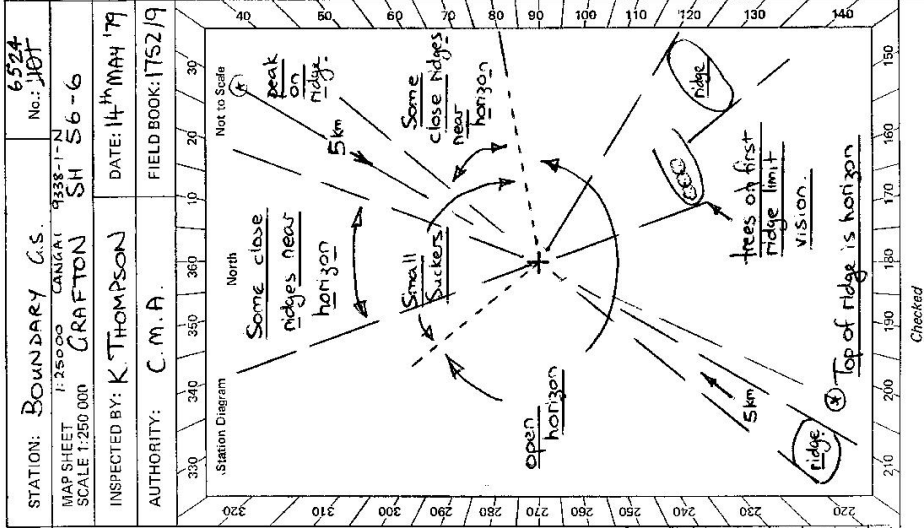 STATION: BOUNDARY G.S.
No.: 6524
MAP SHEET 1:25000 CANGAI 9338-1-N
SCALE 1:250 000 GRAFTON SH 56-6
INSPECTED BY: K. THOMPSON
DATE: 14th MAY '79
AUTHORITY: C. M. A.
FIELD BOOK: 1752/9
330 340 350 360 10 20 30
Station Diagram
North
Not to Scale
320
310
300
290
280
270
260
250
240
230
220
40
50
60
70
80
90
100
110
120
130
140
Some close
ridges near
horizon
5km
peak
on
ridge
Small
Suckers
Some
close ridges
near
horizon
open
horizon
ridge
trees on first
ridge limit
vision.
5km
ridge
Top of ridge is horizon
210 200 190 180 170 160 150
Checked